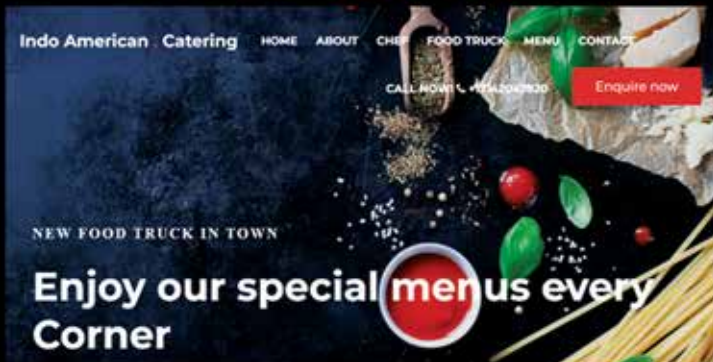 Indo American Catering HOME ABOUT CHEF FOOD TRUCK MENU CONTACT
CALL NOW!
Enquire now
NEW FOOD TRUCK IN TOWN
Enjoy our special menus every
Corner